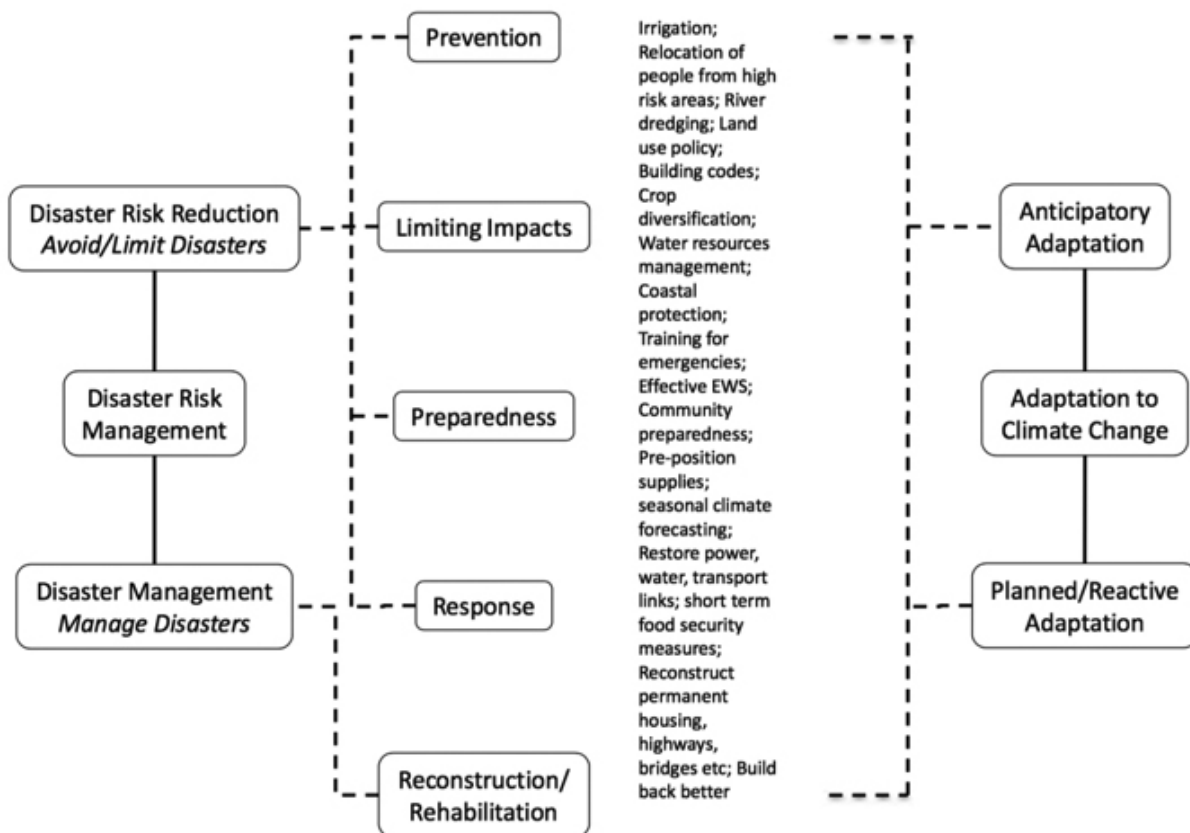 Prevention
Limiting Impacts
Preparedness
Response
Reconstruction/
Rehabilitation
Disaster Risk Reduction
Avoid/Limit Disasters
Disaster Risk
Management
Disaster Management
Manage Disasters
Irrigation;
Relocation of
people from high
risk areas; River
dredging; Land
use policy;
Building codes;
Crop
diversification;
Water resources
management;
Coastal
protection;
Training for
emergencies;
Effective EWS;
Community
preparedness;
Pre-position
supplies;
seasonal climate
forecasting;
Restore power,
water, transport
links; short term
food security
measures;
Reconstruct
permanent
housing,
highways,
bridges etc; Build
back better
Anticipatory
Adaptation
Adaptation to
Climate Change
Planned/Reactive
Adaptation